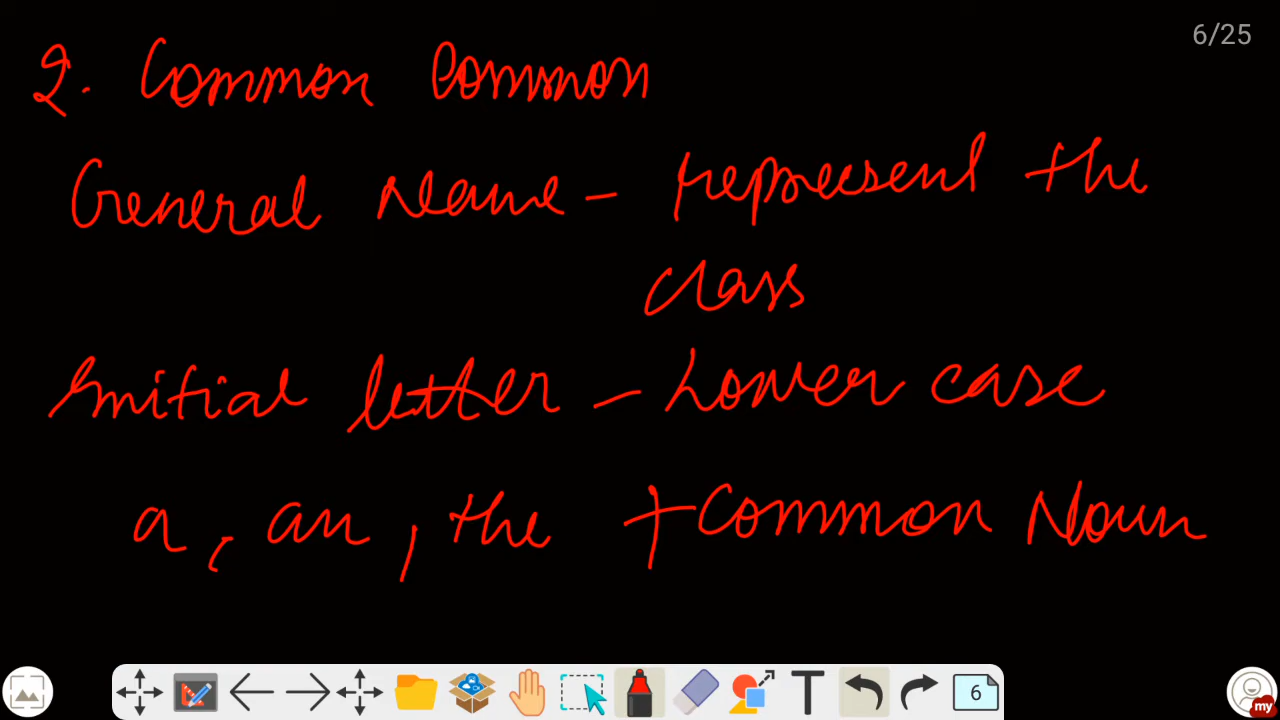 6/25
2. Common Common
General Name - represent the
class
Initial letter - Lower case
a, an, the + Common Noun
T
6
my